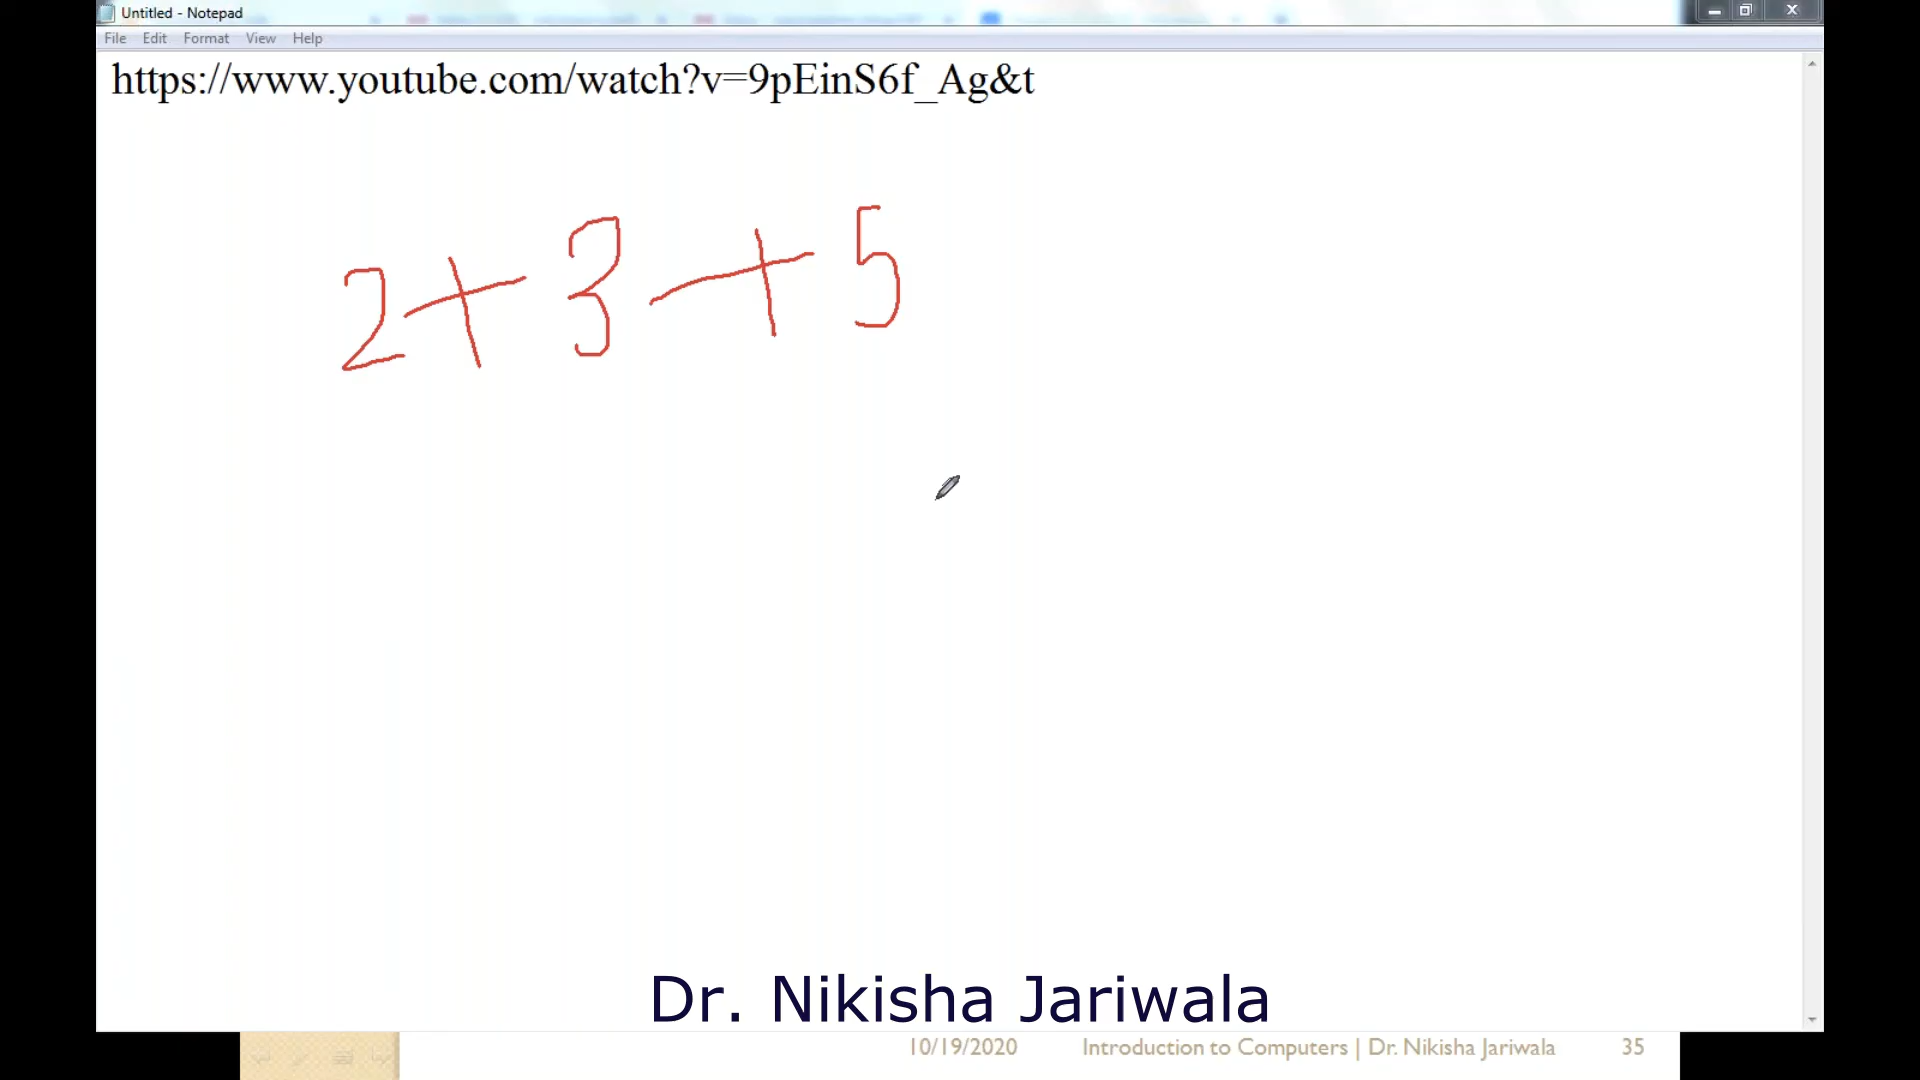 Untitled - Notepad
File Edit Format View Help
https://www.youtube.com/watch?v=9pEinS6f_Ag&t
2 + 3 + 5
Dr. Nikisha Jariwala
10/19/2020 Introduction to Computers | Dr. Nikisha Jariwala 35